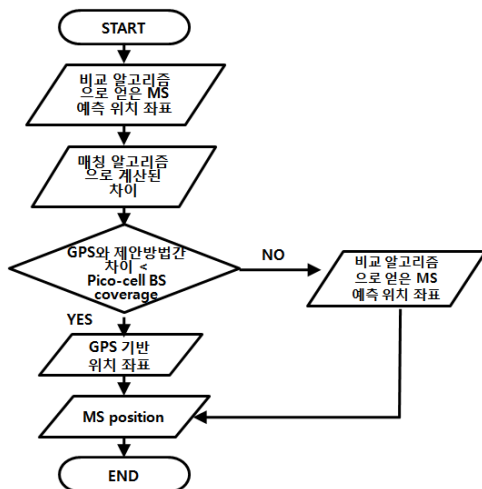 START
비교 알고리즘
으로 얻은 MS
예측 위치 좌표
매칭 알고리즘
으로 계산된
차이
GPS와 제안방법간
차이 <
Pico-cell BS
coverage
NO
비교 알고리즘
으로 얻은 MS
예측 위치 좌표
YES
GPS 기반
위치 좌표
MS position
END